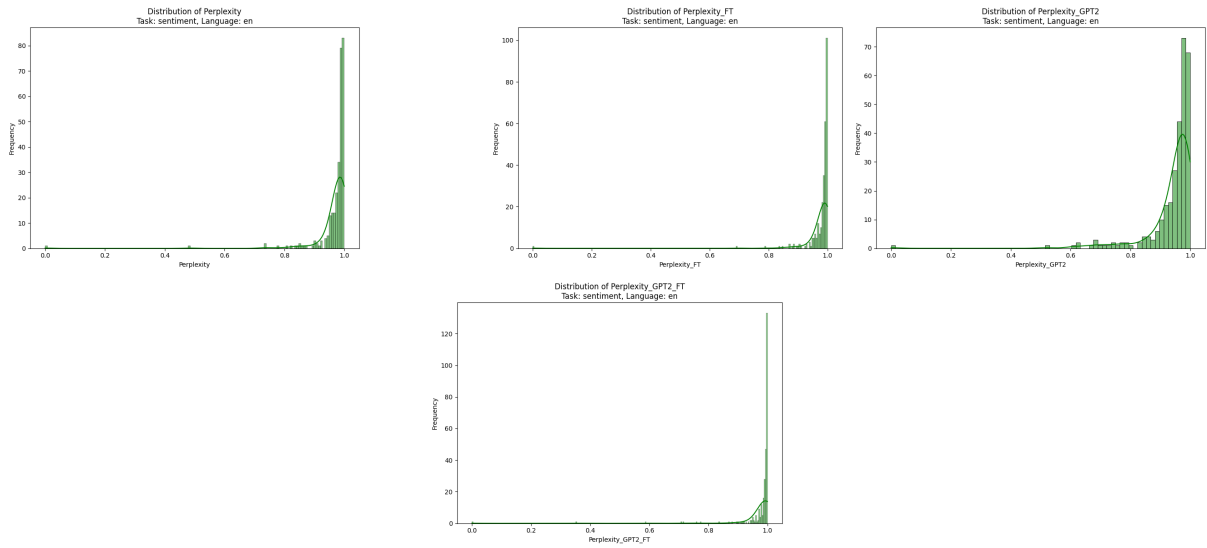 Distribution of Perplexity
Task: sentiment, Language: en
80
70
60
50
40
30
20
10
0
Frequency
0.0 0.2 0.4 0.6 0.8 1.0
Perplexity
Distribution of Perplexity_FT
Task: sentiment, Language: en
100
80
60
40
20
0
Frequency
0.0 0.2 0.4 0.6 0.8 1.0
Perplexity_FT
Distribution of Perplexity_GPT2
Task: sentiment, Language: en
70
60
50
40
30
20
10
0
Frequency
0.0 0.2 0.4 0.6 0.8 1.0
Perplexity_GPT2
Distribution of Perplexity_GPT2_FT
Task: sentiment, Language: en
120
100
80
60
40
20
0
Frequency
0.0 0.2 0.4 0.6 0.8 1.0
Perplexity_GPT2_FT